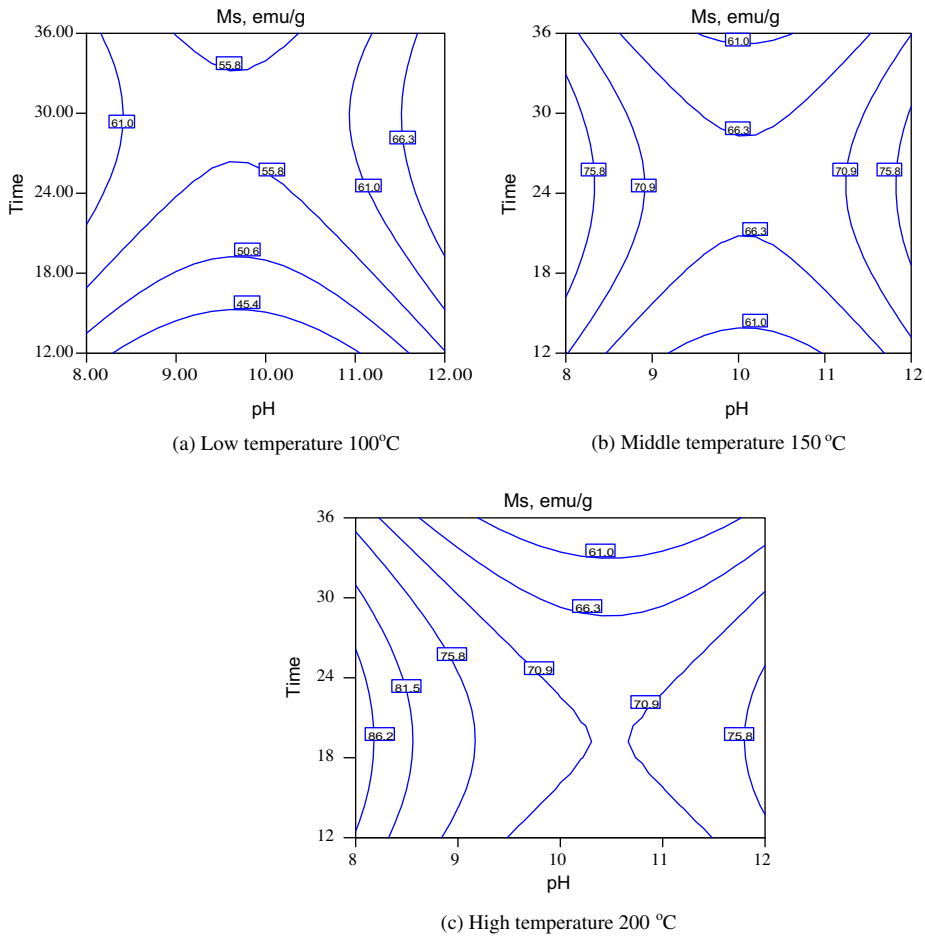 Ms, emu/g
36.00
30.00
24.00
18.00
12.00
Time
55.8
61.0
66.3
55.8
61.0
50.6
45.4
8.00 9.00 10.00 11.00 12.00
pH
(a) Low temperature 100°C
Ms, emu/g
36
30
24
18
12
Time
61.0
66.3
75.8 70.9 70.9 75.8
66.3
61.0
8 9 10 11 12
pH
(b) Middle temperature 150 °C
Ms, emu/g
36
30
24
18
12
Time
61.0
66.3
75.8 70.9
81.5 70.9
86.2 75.8
8 9 10 11 12
pH
(c) High temperature 200 °C